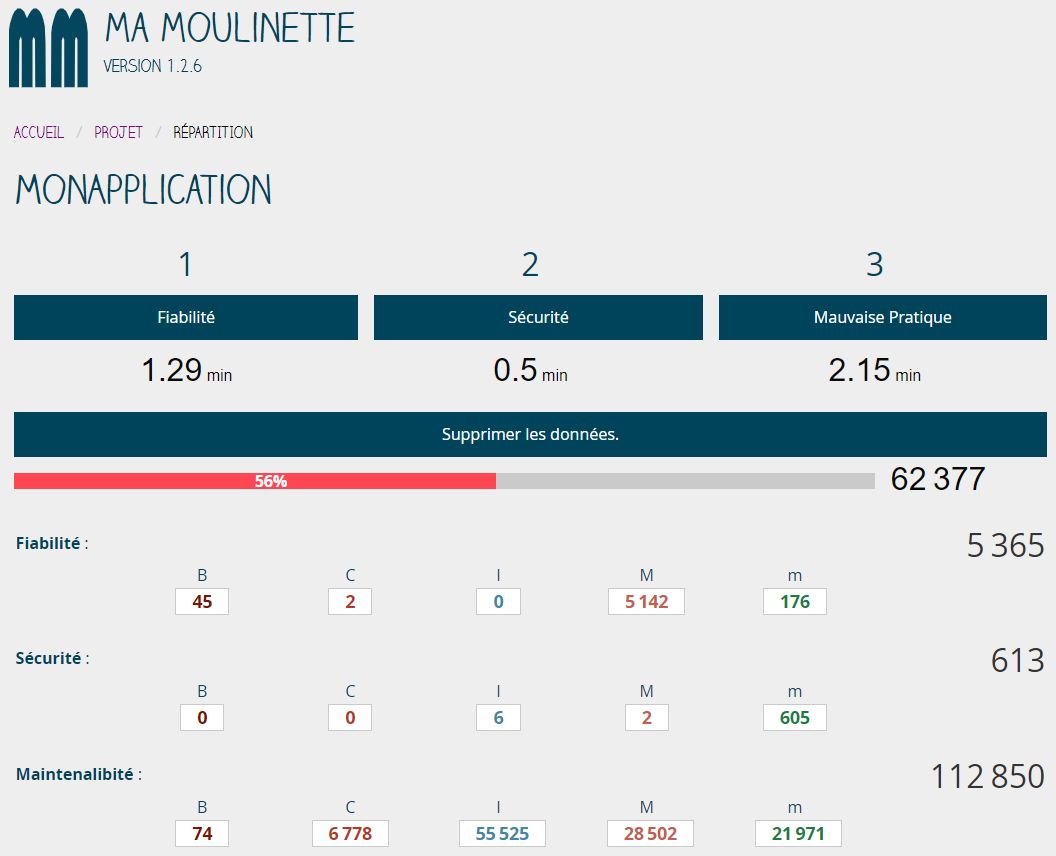 MA MOULINETTE
VERSION 1.2.6
ACCUEIL / PROJET / RÉPARTITION
MONAPPLICATION
1 2 3
Fiabilité Sécurité Mauvaise Pratique
1.29 min 0.5 min 2.15 min
Supprimer les données.
56% 62 377
Fiabilité : 5 365
B C I M m
45 2 0 5 142 176
Sécurité : 613
B C I M m
0 0 6 2 605
Maintenalibité : 112 850
B C I M m
74 6 778 55 525 28 502 21 971